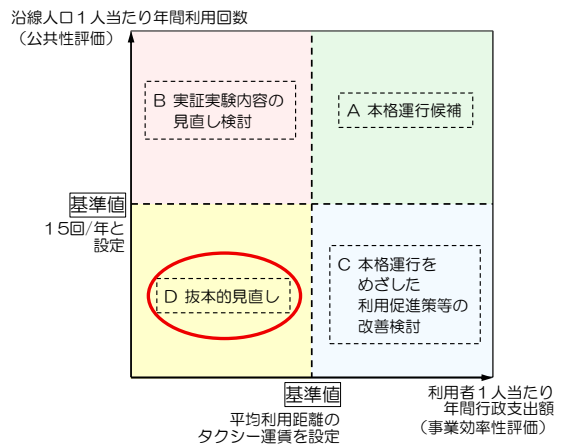 沿線人口１人当たり年間利用回数
（公共性評価）
B 実証実験内容の
見直し検討
A 本格運行候補
基準値
１５回/年と
設定
D 抜本的見直し
C 本格運行を
めざした
利用促進策等の
改善検討
基準値
平均利用距離の
タクシー運賃を設定
利用者１人当たり
年間行政支出額
（事業効率性評価）